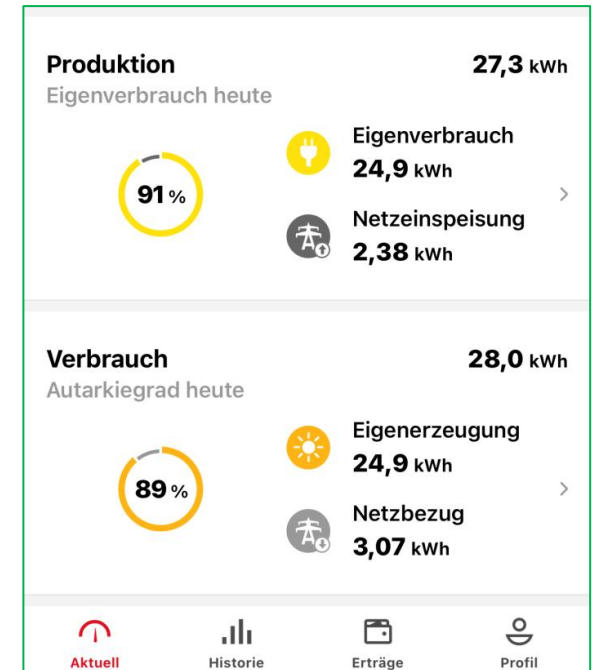 Produktion 27,3 kWh
Eigenverbrauch heute
91 %
Eigenverbrauch
24,9 kWh
Netzeinspeisung
2,38 kWh
Verbrauch 28,0 kWh
Autarkiegrad heute
89 %
Eigenerzeugung
24,9 kWh
Netzbezug
3,07 kWh
Aktuell Historie Erträge Profil